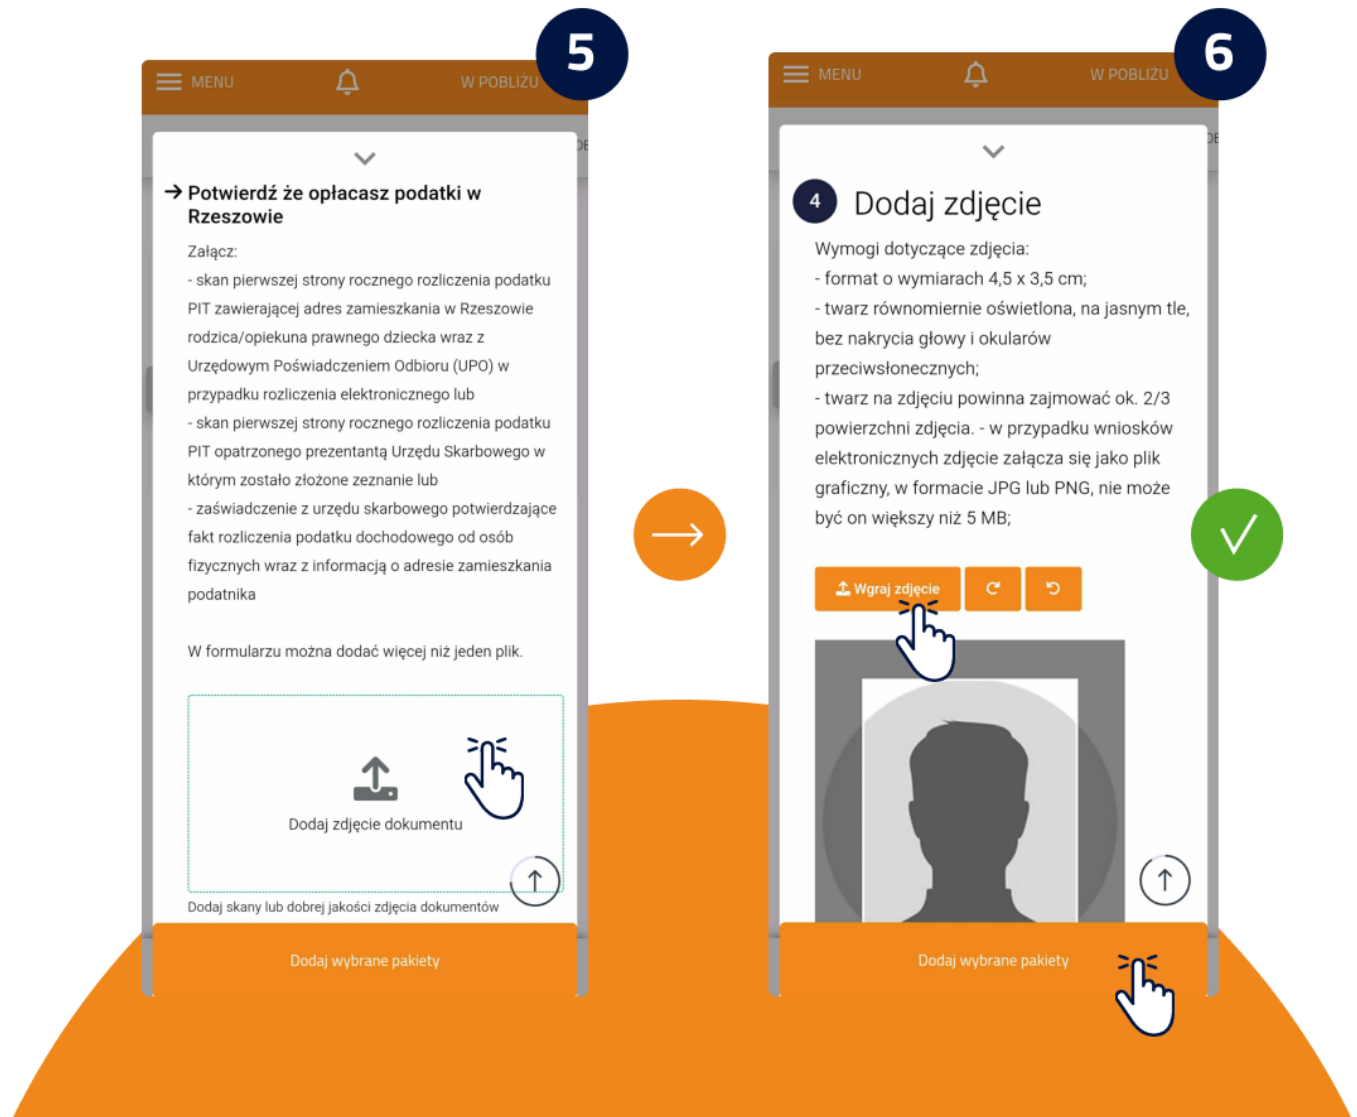 5
MENU
W POBLIŻU
Potwierdź że opłacasz podatki w
Rzeszowie
Załącz:
- skan pierwszej strony rocznego rozliczenia podatku
PIT zawierającej adres zamieszkania w Rzeszowie
rodzica/opiekuna prawnego dziecka wraz z
Urzędowym Poświadczeniem Odbioru (UPO) w
przypadku rozliczenia elektronicznego lub
- skan pierwszej strony rocznego rozliczenia podatku
PIT opatrzonego prezentantą Urzędu Skarbowego w
którym zostało złożone zeznanie lub
- zaświadczenie z urzędu skarbowego potwierdzające
fakt rozliczenia podatku dochodowego od osób
fizycznych wraz z informacją o adresie zamieszkania
podatnika
W formularzu można dodać więcej niż jeden plik.
Dodaj zdjęcie dokumentu
Dodaj skany lub dobrej jakości zdjęcia dokumentów
Dodaj wybrane pakiety
6
MENU
W POBLIŻU
4 Dodaj zdjęcie
Wymogi dotyczące zdjęcia:
- format o wymiarach 4,5 x 3,5 cm;
- twarz równomiernie oświetlona, na jasnym tle,
bez nakrycia głowy i okularów
przeciwsłonecznych;
- twarz na zdjęciu powinna zajmować ok. 2/3
powierzchni zdjęcia. - w przypadku wniosków
elektronicznych zdjęcie załącza się jako plik
graficzny, w formacie JPG lub PNG, nie może
być on większy niż 5 MB;
Wgraj zdjęcie
Dodaj wybrane pakiety